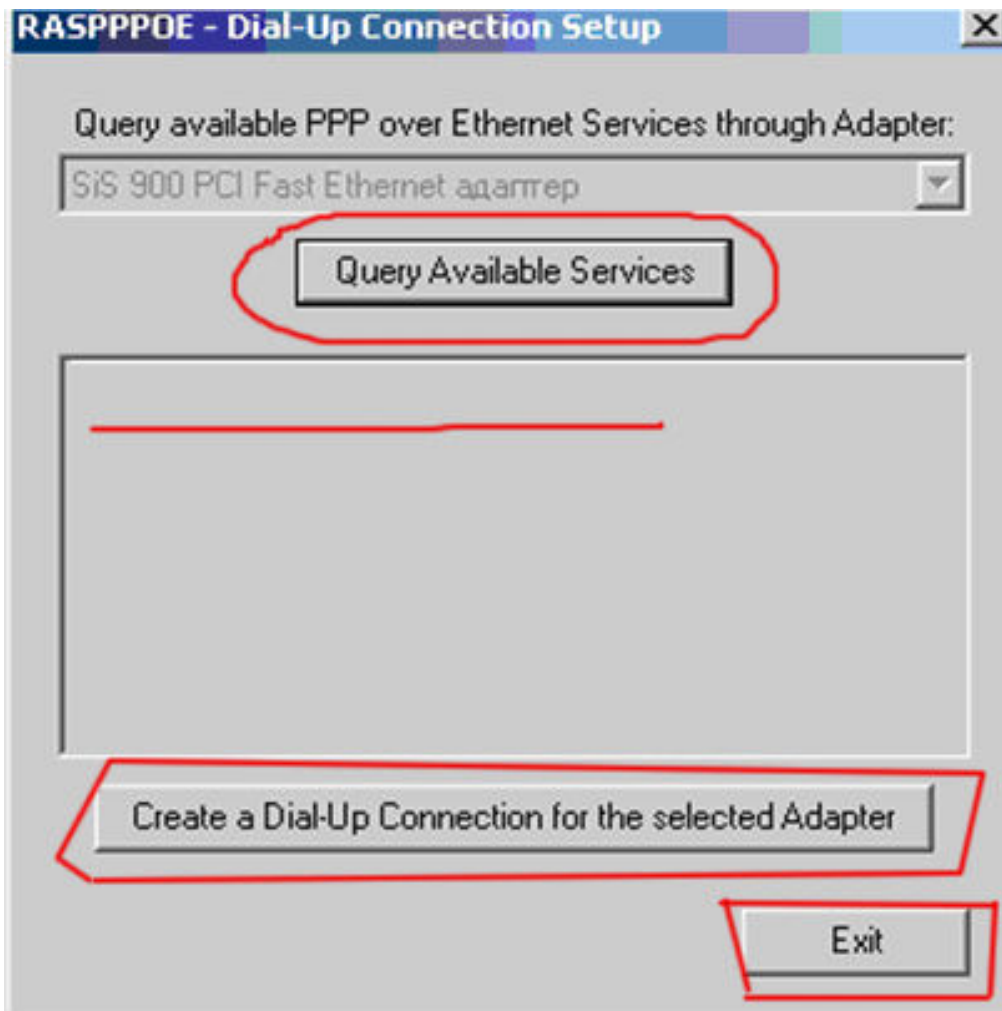 RASPPPOE - Dial-Up Connection Setup
Query available PPP over Ethernet Services through Adapter:
SiS 900 PCI Fast Ethernet адаптер
Query Available Services
Create a Dial-Up Connection for the selected Adapter
Exit